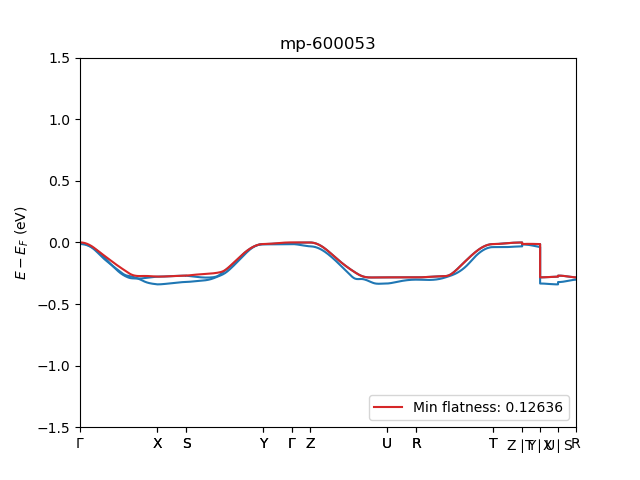 mp-600053
E − E_F (eV)
1.5
1.0
0.5
0.0
−0.5
−1.0
−1.5
Min flatness: 0.12636
Γ X S Y Γ Z U R T Z|T Y|X U|S R